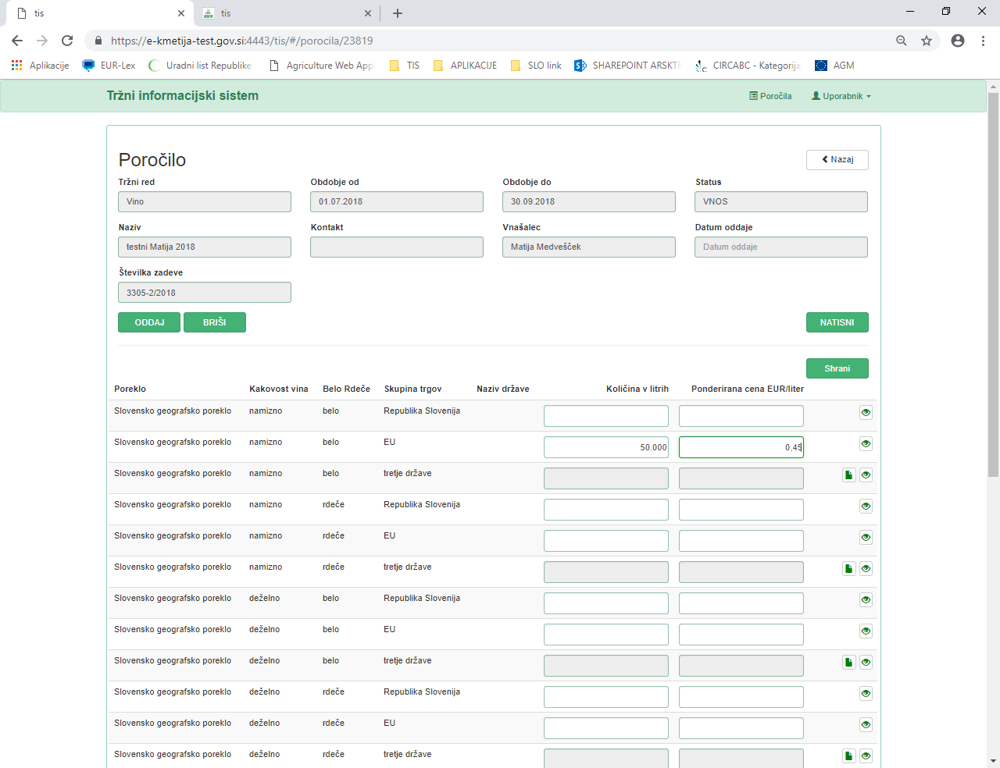 tis
tis
https://e-kmetija-test.gov.si:4443/tis/#/porocila/23819
Aplikacije EUR-Lex Uradni list Republike Agriculture Web App TIS APLIKACIJE SLO link SHAREPOINT ARSKTR CIRCABC - Kategorija AGM
Tržni informacijski sistem Poročila Uporabnik
Poročilo Nazaj
Tržni red Obdobje od Obdobje do Status
Vino 01.07.2018 30.09.2018 VNOS
Naziv Kontakt Vnašalec Datum oddaje
testni Matija 2018 Matija Medvešček Datum oddaje
Številka zadeve
3305-2/2018
ODDAJ BRIŠI NATISNI
Shrani
Poreklo Kakovost vina Belo Rdeče Skupina trgov Naziv države Količina v litrih Ponderirana cena EUR/liter
Slovensko geografsko poreklo namizno belo Republika Slovenija
Slovensko geografsko poreklo namizno belo EU 50.000 0,45
Slovensko geografsko poreklo namizno belo tretje države
Slovensko geografsko poreklo namizno rdeče Republika Slovenija
Slovensko geografsko poreklo namizno rdeče EU
Slovensko geografsko poreklo namizno rdeče tretje države
Slovensko geografsko poreklo deželno belo Republika Slovenija
Slovensko geografsko poreklo deželno belo EU
Slovensko geografsko poreklo deželno belo tretje države
Slovensko geografsko poreklo deželno rdeče Republika Slovenija
Slovensko geografsko poreklo deželno rdeče EU
Slovensko geografsko poreklo deželno rdeče tretje države